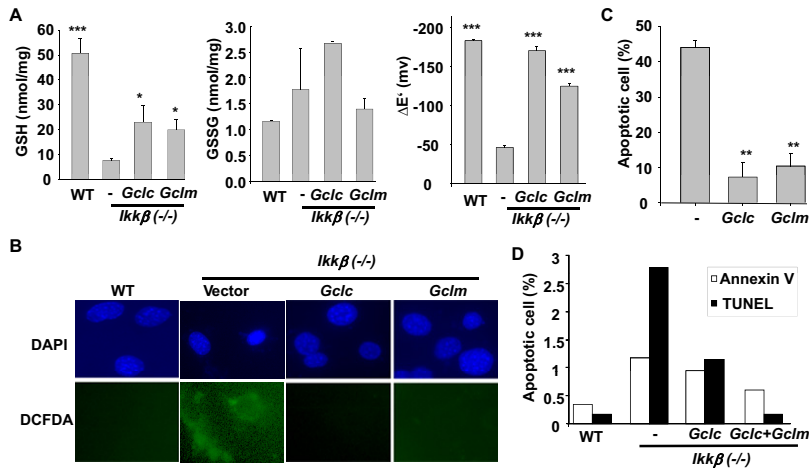 A
GSH (nmol/mg)
60
50
40
30
20
10
0
***
*
*
WT
-
Gclc
Gclm
Ikkβ (-/-)
GSSG (nmol/mg)
3.0
2.5
2.0
1.5
1.0
0.5
0.0
WT
-
Gclc
Gclm
Ikkβ (-/-)
-200
-150
-100
-50
0
***
***
***
WT
-
Gclc
Gclm
Ikkβ (-/-)
C
Apoptotic cell (%)
50
40
30
20
10
0
**
**
-
Gclc
Gclm
B
Ikkβ (-/-)
WT
Vector
Gclc
Gclm
DAPI
DCFDA
D
Apoptotic cell (%)
3
2.5
2
1.5
1
0.5
0
Annexin V
TUNEL
WT
-
Gclc
Gclc+Gclm
Ikkβ (-/-)